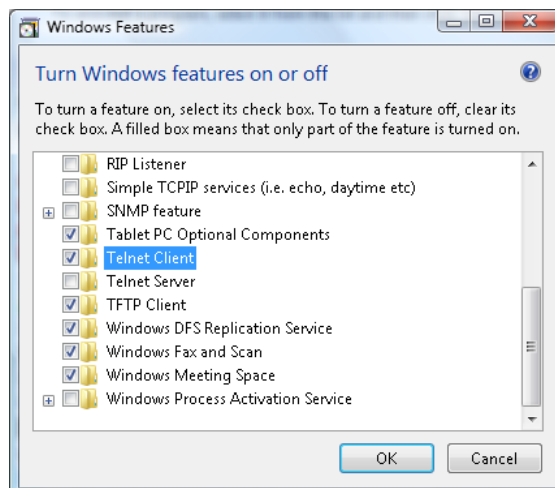 Windows Features
Turn Windows features on or off
To turn a feature on, select its check box. To turn a feature off, clear its
check box. A filled box means that only part of the feature is turned on.
RIP Listener
Simple TCPIP services (i.e. echo, daytime etc)
SNMP feature
Tablet PC Optional Components
Telnet Client
Telnet Server
TFTP Client
Windows DFS Replication Service
Windows Fax and Scan
Windows Meeting Space
Windows Process Activation Service
OK
Cancel